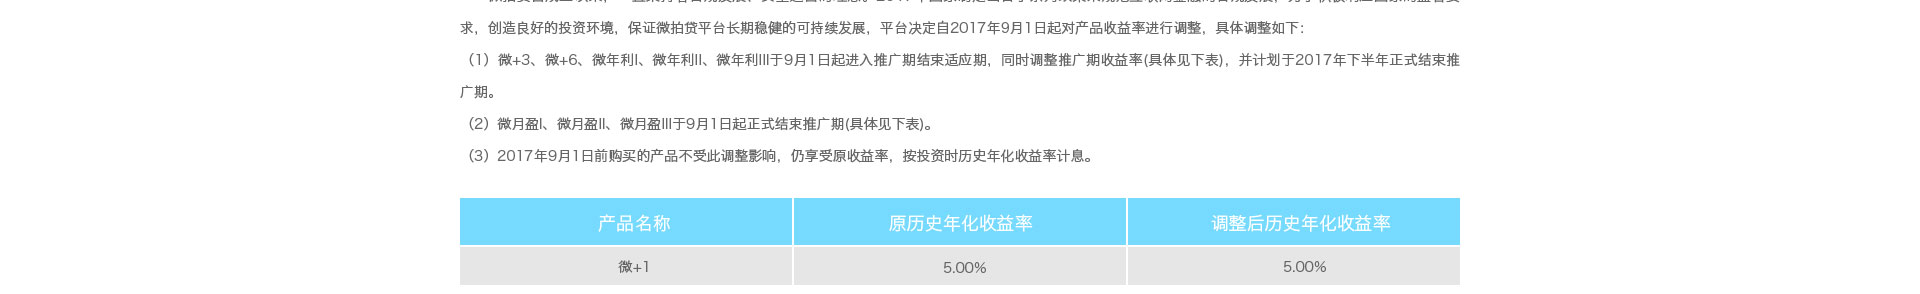 求，创造良好的投资环境，保证微拍贷平台长期稳健的可持续发展，平台决定自2017年9月1日起对产品收益率进行调整，具体调整如下：
（1）微+3、微+6、微年利I、微年利II、微年利III于9月1日起进入推广期结束适应期，同时调整推广期收益率(具体见下表)，并计划于2017年下半年正式结束推
广期。
（2）微月盈I、微月盈II、微月盈III于9月1日起正式结束推广期(具体见下表)。
（3）2017年9月1日前购买的产品不受此调整影响，仍享受原收益率，按投资时历史年化收益率计息。
产品名称 原历史年化收益率 调整后历史年化收益率
微+1 5.00% 5.00%